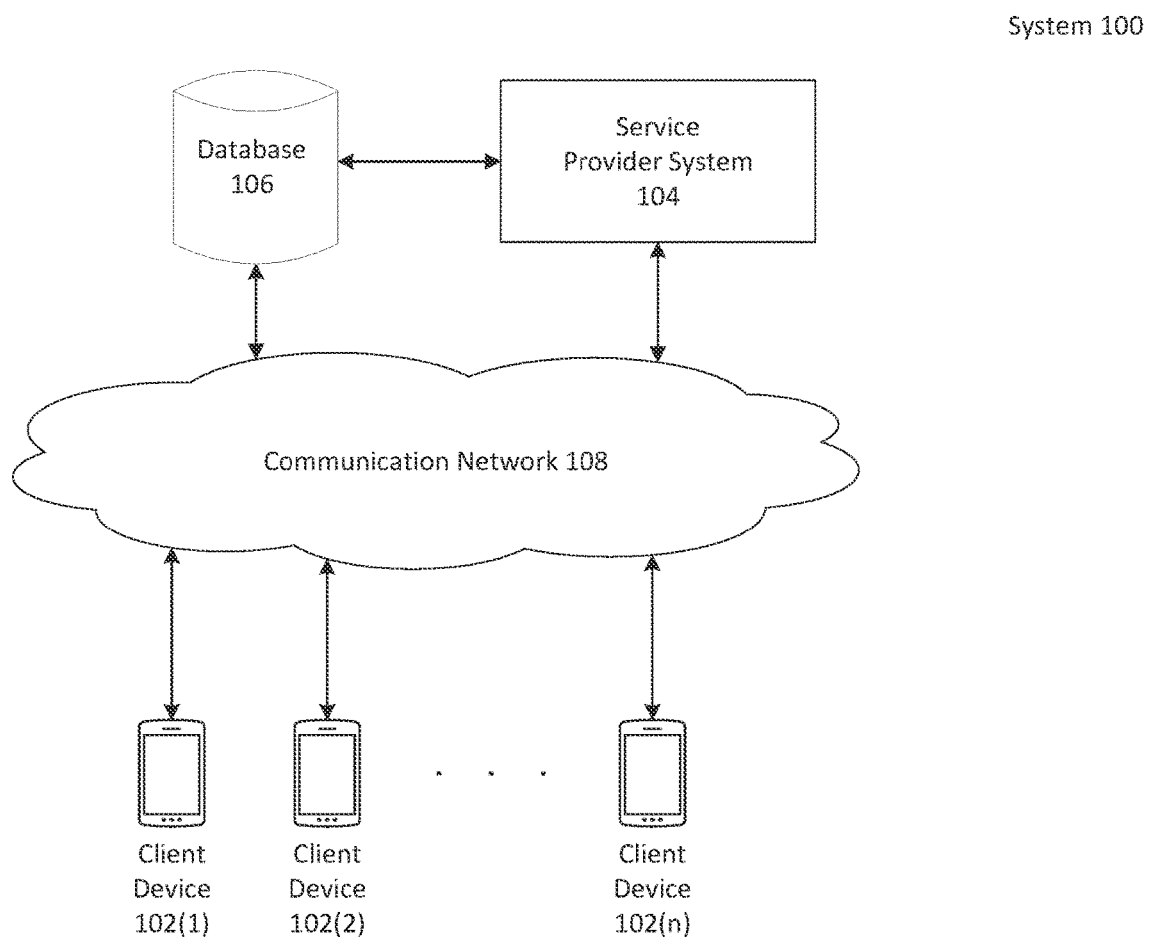 System 100
Database
106
Service
Provider System
104
Communication Network 108
Client
Device
102(1)
Client
Device
102(2)
. . .
Client
Device
102(n)